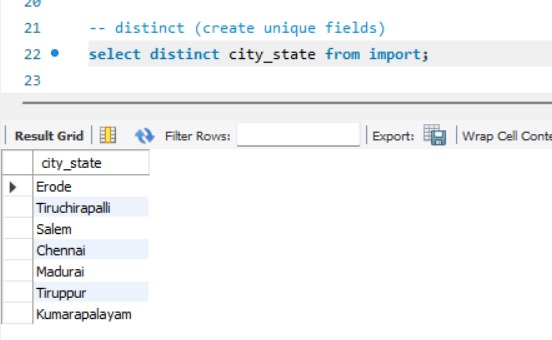 20
21 -- distinct (create unique fields)
22 select distinct city_state from import;
23
Result Grid Filter Rows: Export: Wrap Cell Conte
city_state
Erode
Tiruchirapalli
Salem
Chennai
Madurai
Tiruppur
Kumarapalayam